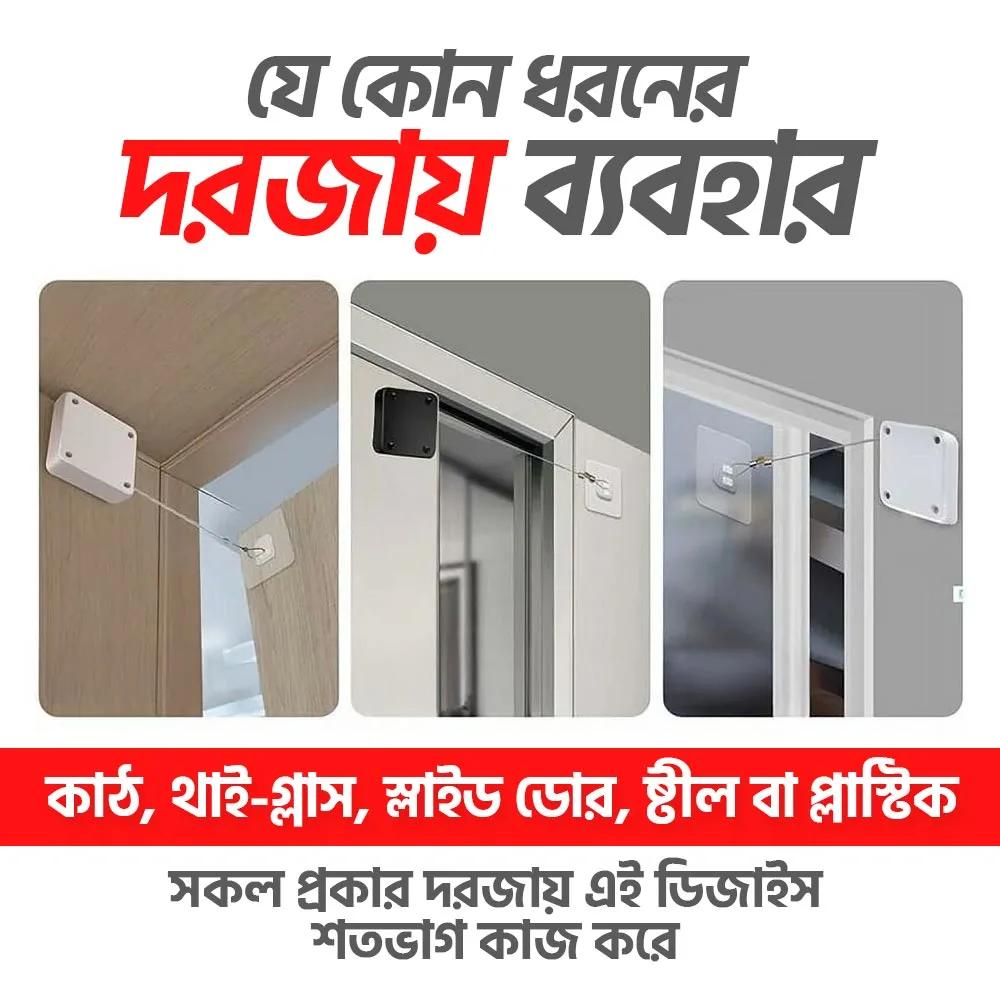 যে কোন ধরনের
দরজায় ব্যবহার
কাঠ, থাই-গ্লাস, স্লাইড ডোর, ষ্টীল বা প্লাস্টিক
সকল প্রকার দরজায় এই ডিজাইস
শতভাগ কাজ করে